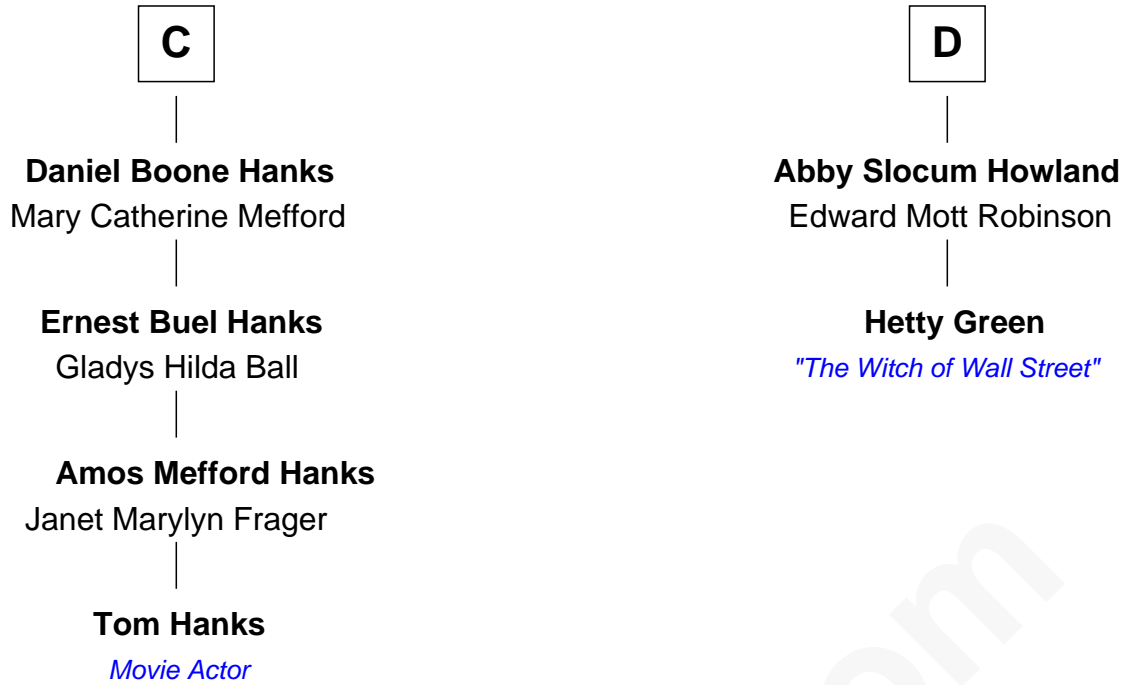 C
Daniel Boone Hanks
Mary Catherine Mefford
Ernest Buel Hanks
Gladys Hilda Ball
Amos Mefford Hanks
Janet Marylyn Frager
Tom Hanks
Movie Actor
D
Abby Slocum Howland
Edward Mott Robinson
Hetty Green
"The Witch of Wall Street"
om